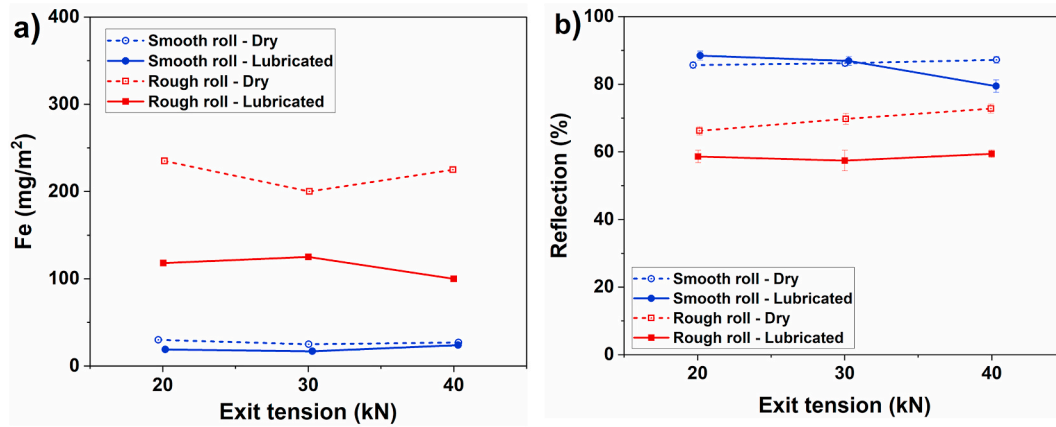 a)
Fe (mg/m²)
400
300
200
100
0
Smooth roll - Dry
Smooth roll - Lubricated
Rough roll - Dry
Rough roll - Lubricated
20 30 40
Exit tension (kN)
b)
Reflection (%)
100
80
60
40
20
0
Smooth roll - Dry
Smooth roll - Lubricated
Rough roll - Dry
Rough roll - Lubricated
20 30 40
Exit tension (kN)